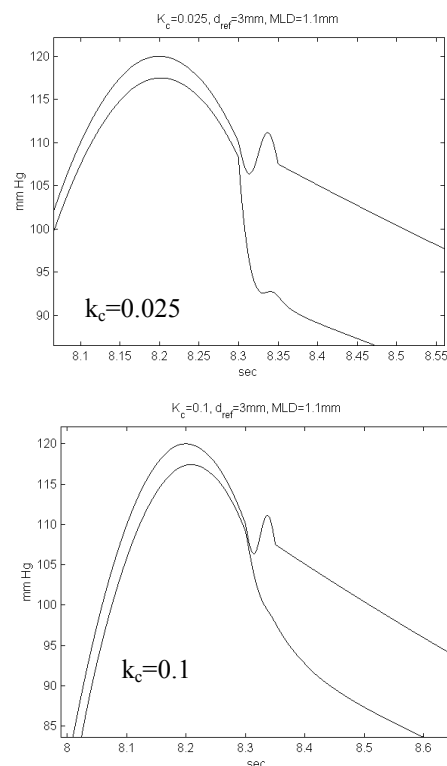 K_c=0.025, d_ref=3mm, MLD=1.1mm
120
115
110
105
100
95
90
mm Hg
k_c=0.025
8.1 8.15 8.2 8.25 8.3 8.35 8.4 8.45 8.5 8.55
sec
K_c=0.1, d_ref=3mm, MLD=1.1mm
120
115
110
105
100
95
90
85
mm Hg
k_c=0.1
8 8.1 8.2 8.3 8.4 8.5 8.6
sec